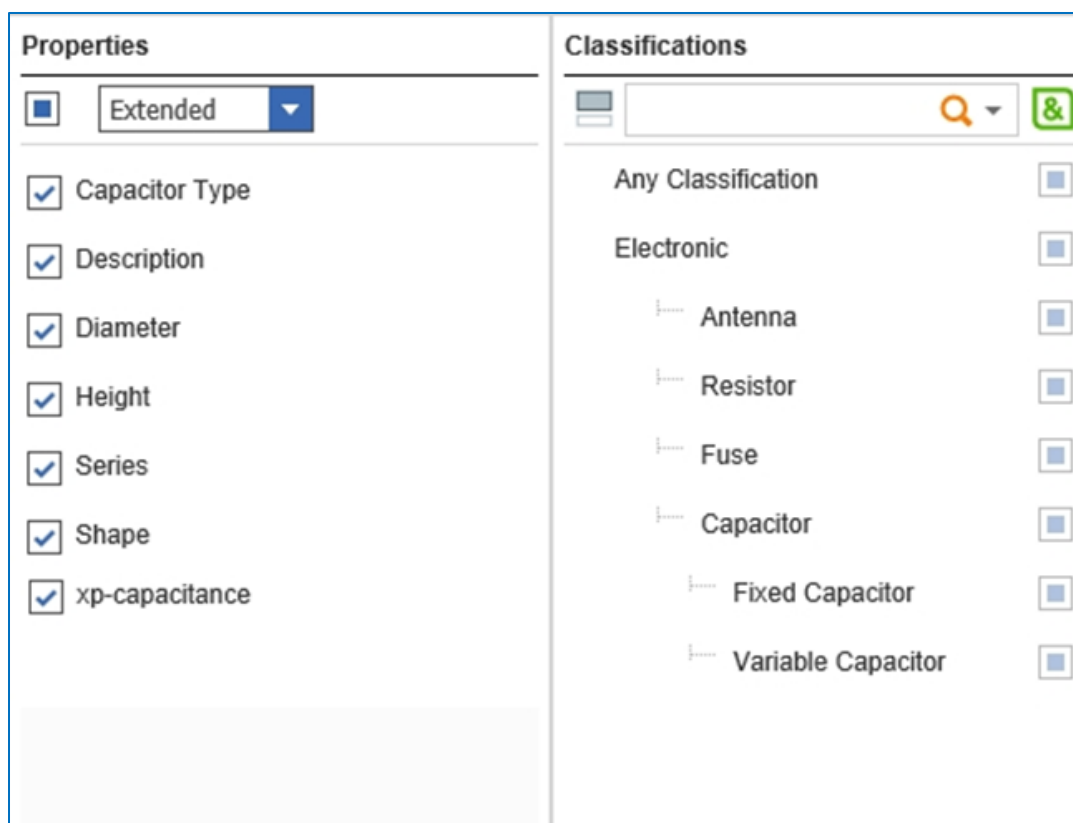 Properties
Extended
Capacitor Type
Description
Diameter
Height
Series
Shape
xp-capacitance
Classifications
&
Any Classification
Electronic
Antenna
Resistor
Fuse
Capacitor
Fixed Capacitor
Variable Capacitor